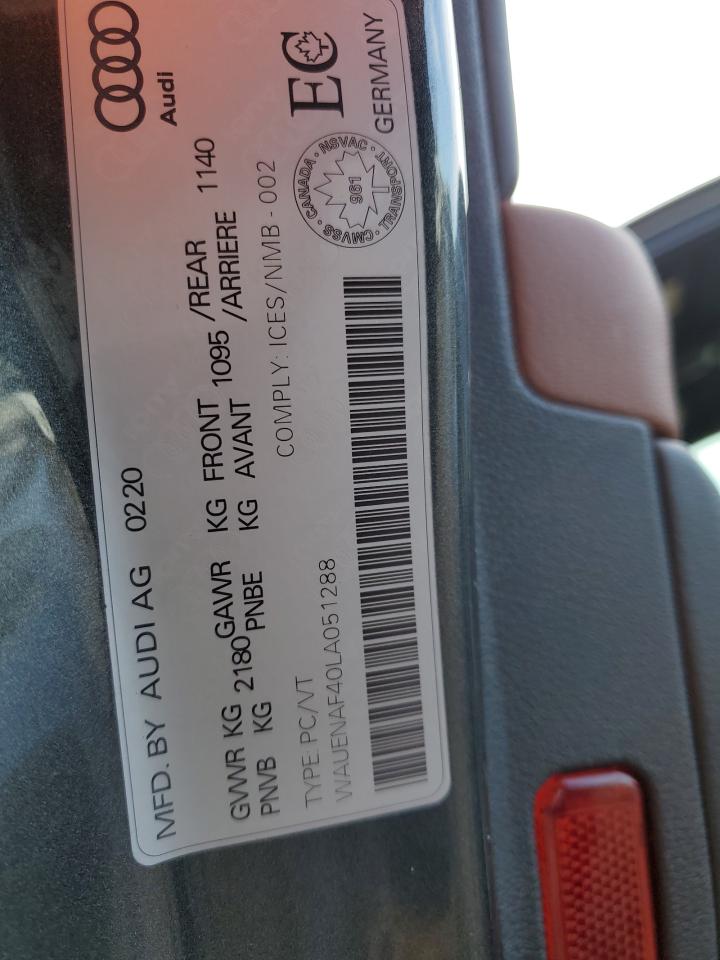 MFD. BY AUDI AG 0220
Audi
GVWR KG 2180 GAWR KG FRONT 1095 /REAR 1140
PNVB KG PNBE KG AVANT /ARRIERE
TYPE: PC/VT COMPLY: ICES/NMB-002
WAUENAF40LA051288
CANADA · NSVAC · TRANSPORT · CMVSS ·
961
EC
GERMANY